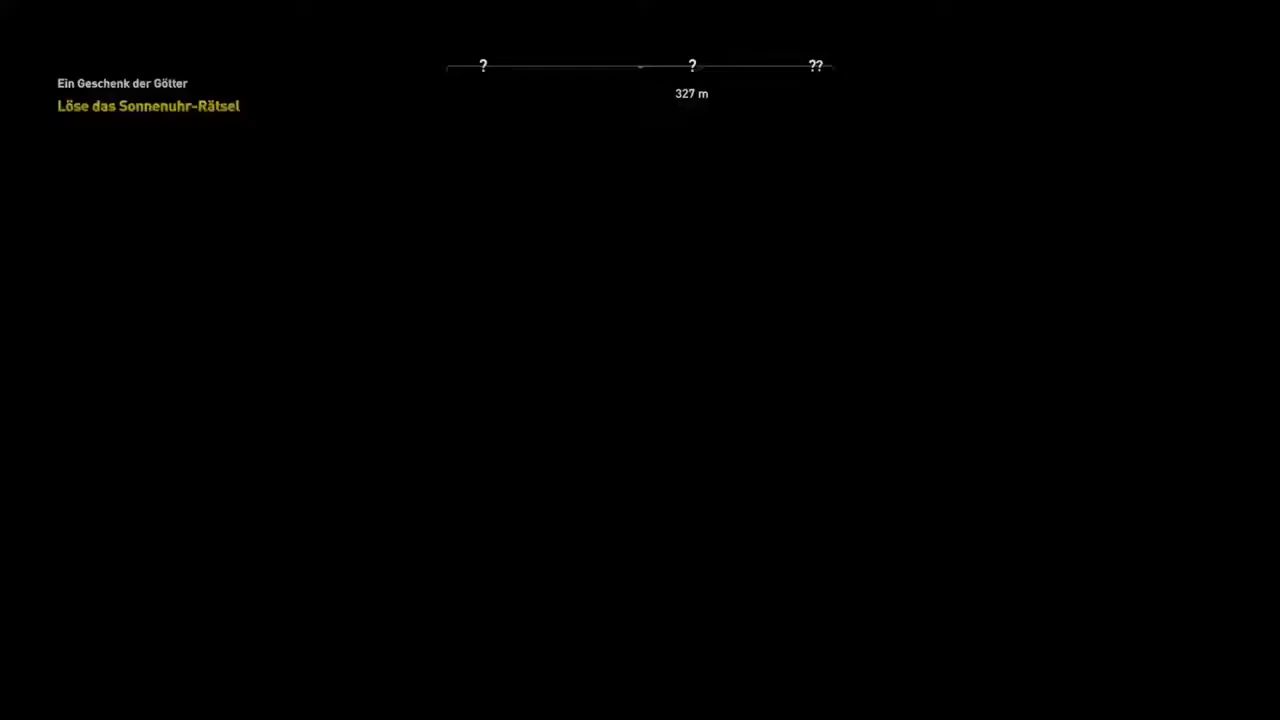 ? ? ??
Ein Geschenk der Götter
327 m
Löse das Sonnenuhr-Rätsel